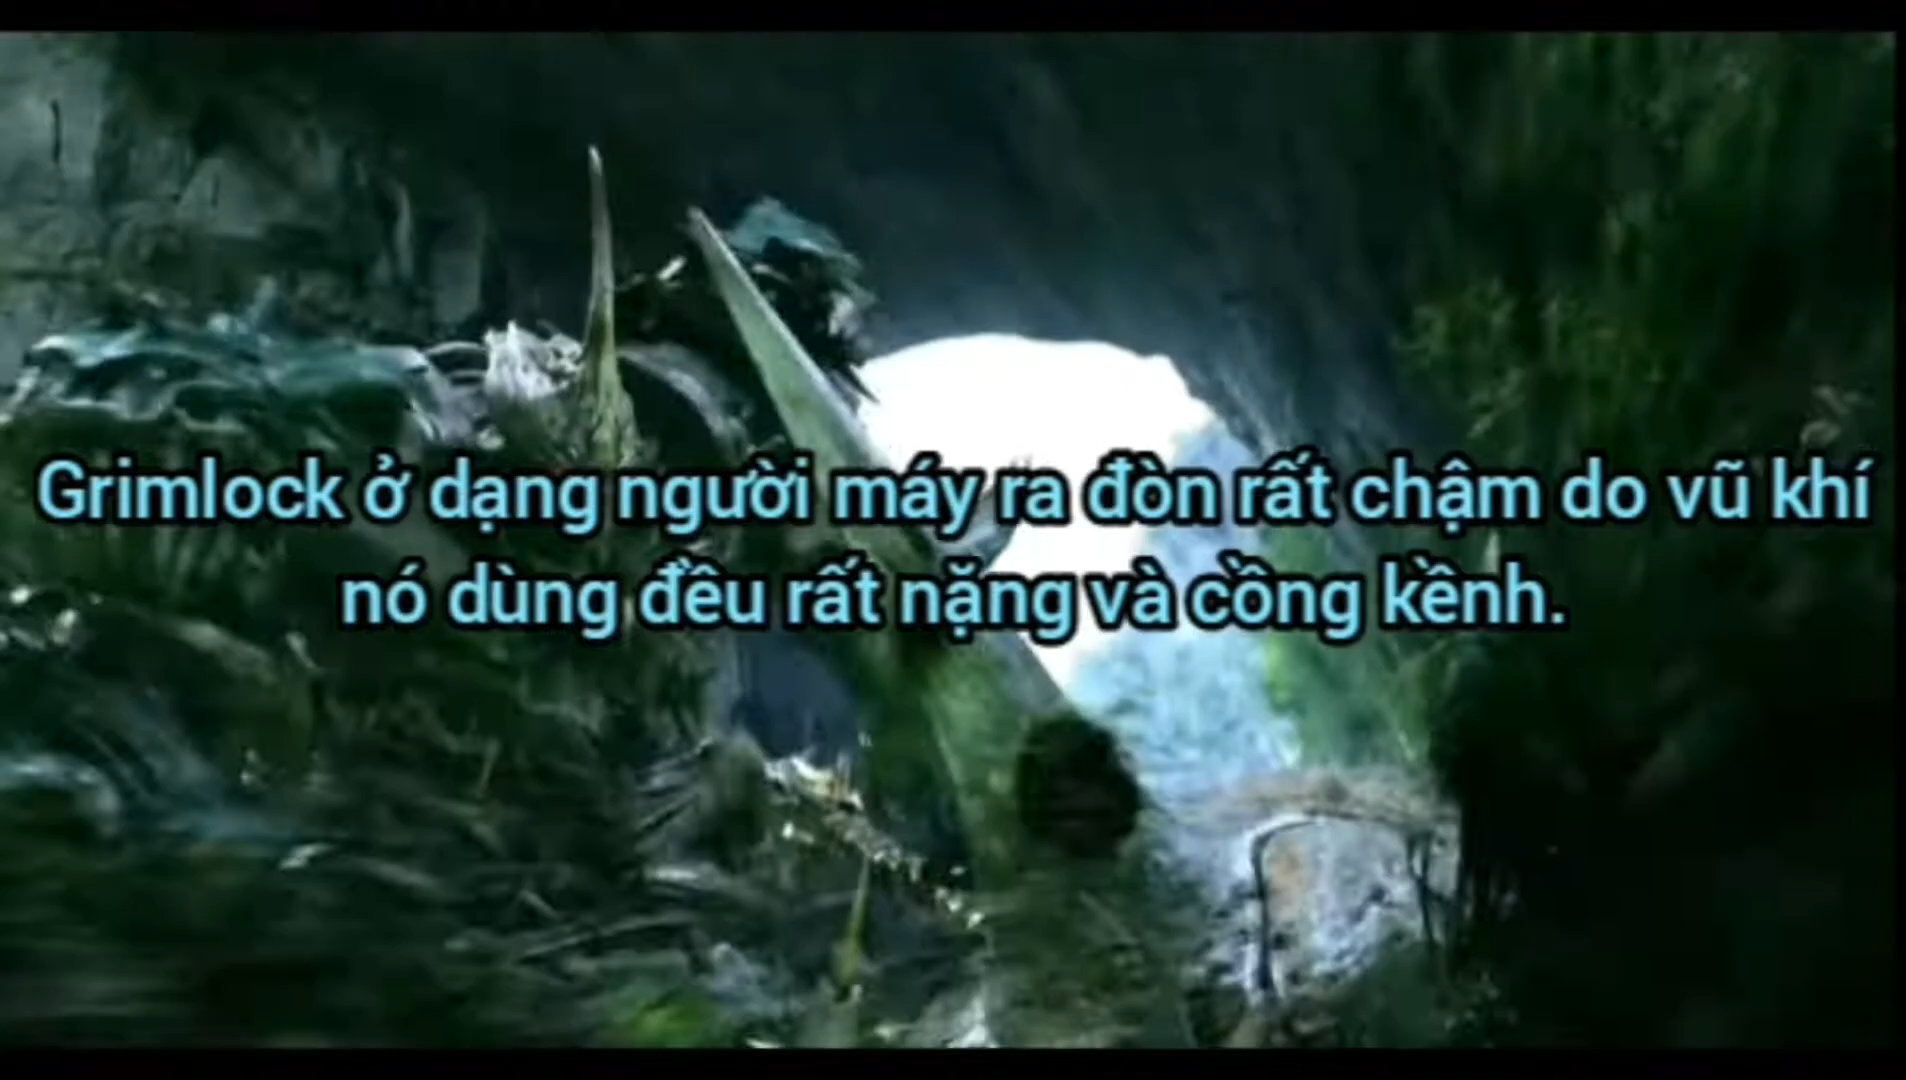 Grimlock ở dạng người máy ra đòn rất chậm do vũ khí
nó dùng đều rất nặng và cồng kềnh.